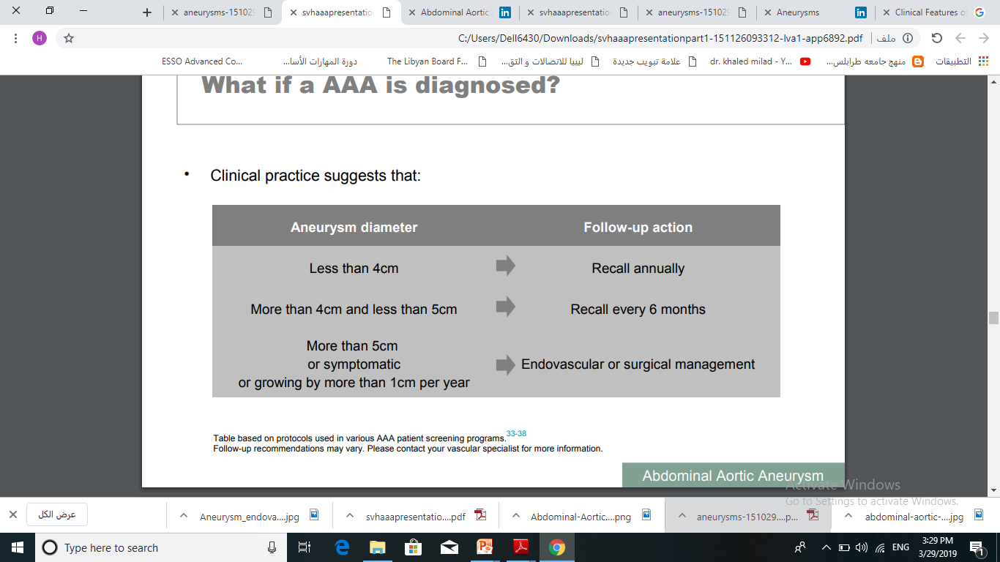 aneurysms-151029
svhaaapresentatio
Abdominal Aortic
in
svhaaapresentatio
aneurysms-151029
Aneurysms
in
Clinical Features o
G
H
C:/Users/Dell6430/Downloads/svhaaapresentationpart1-151126093312-lva1-app6892.pdf | ملف
ESSO Advanced Co...
دورة المهارات الأسا...
The Libyan Board F...
ليبيا للاتصالات و التق...
علامة تبويب جديدة
dr. khaled milad - Y...
منهج جامعه طرابلس...
التطبيقات
What if a AAA is diagnosed?
• Clinical practice suggests that:
Aneurysm diameter Follow-up action
Less than 4cm Recall annually
More than 4cm and less than 5cm Recall every 6 months
More than 5cm
or symptomatic Endovascular or surgical management
or growing by more than 1cm per year
Table based on protocols used in various AAA patient screening programs.33-38
Follow-up recommendations may vary. Please contact your vascular specialist for more information.
Abdominal Aortic Aneurysm
Activate Windows
Go to Settings to activate Windows.
عرض الكل
Aneurysm_endova....jpg
svhaaapresentatio....pdf
Abdominal-Aortic....png
aneurysms-151029....p...
abdominal-aortic-....jpg
Type here to search
ENG
3:29 PM
3/29/2019
1